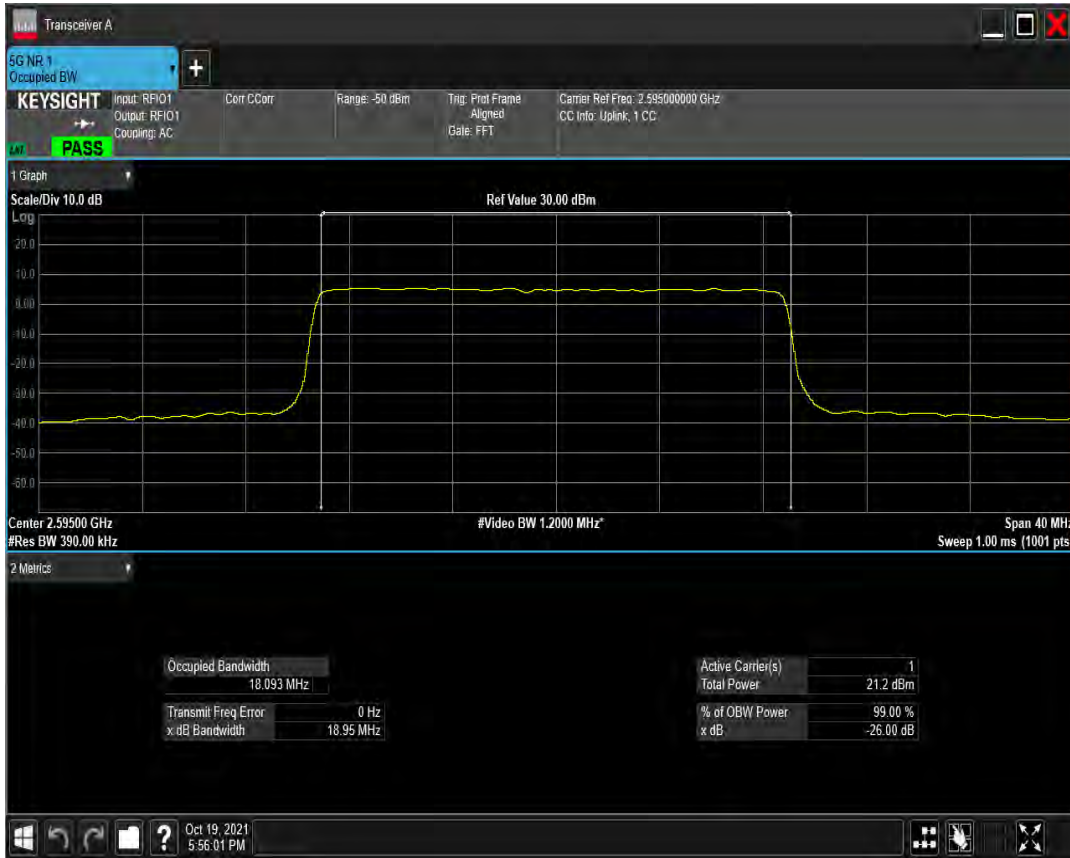 Transceiver A
5G NR 1
Occupied BW
+
KEYSIGHT
PASS
Input: RFIO1
Output: RFIO1
Coupling: AC
Corr CCorr
Range: -50 dBm
Trig: Prot Frame
Aligned
Gate: FFT
Carrier Ref Freq: 2.595000000 GHz
CC Info: Uplink, 1 CC
1 Graph
Scale/Div 10.0 dB
Ref Value 30.00 dBm
Log
20.0
10.0
0.00
-10.0
-20.0
-30.0
-40.0
-50.0
-60.0
Center 2.59500 GHz
#Video BW 1.2000 MHz*
Span 40 MHz
#Res BW 390.00 kHz
Sweep 1.00 ms (1001 pts
2 Metrics
Occupied Bandwidth
18.093 MHz
Transmit Freq Error 0 Hz
x dB Bandwidth 18.95 MHz
Active Carrier(s) 1
Total Power 21.2 dBm
% of OBW Power 99.00 %
x dB -26.00 dB
?
Oct 19, 2021
5:56:01 PM